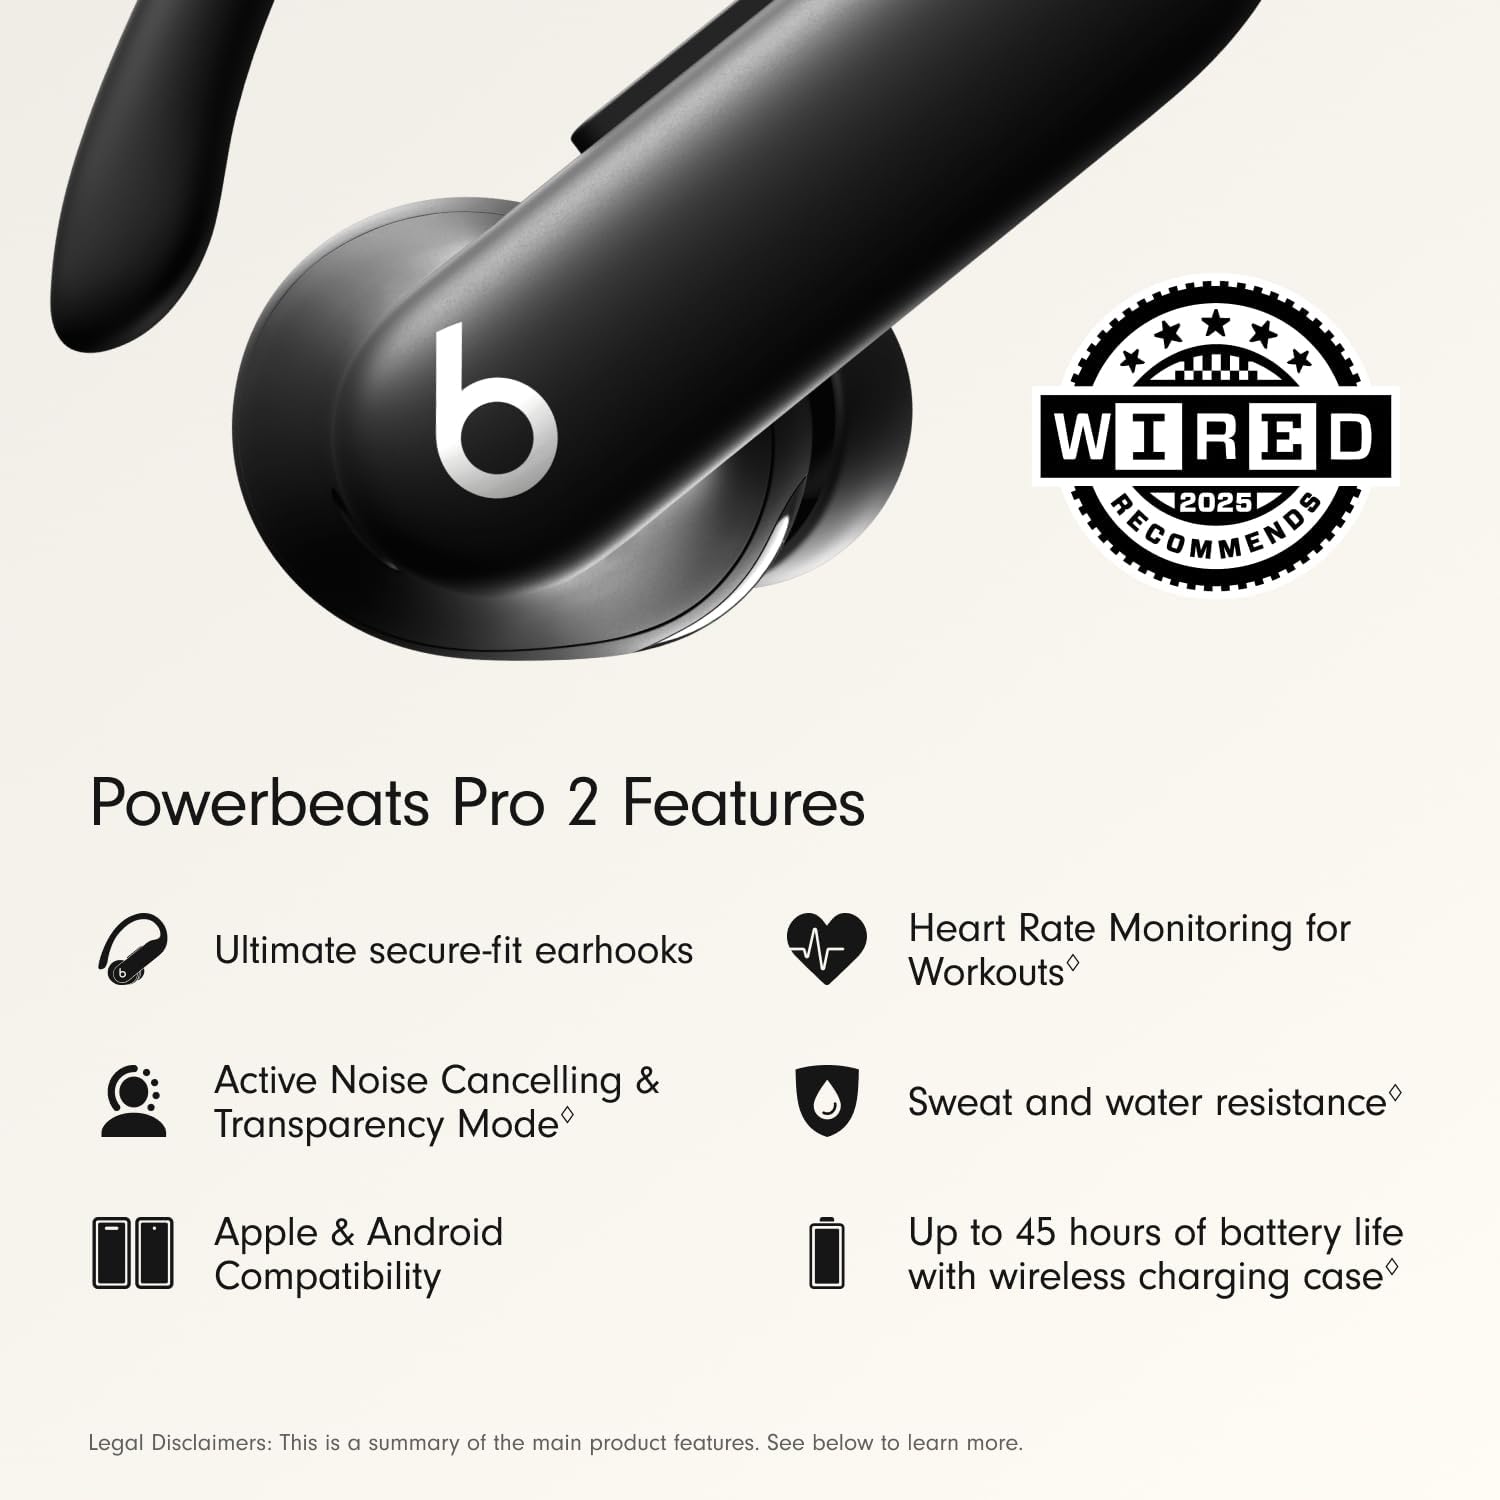 b
WIRED
2025
RECOMMENDS
Powerbeats Pro 2 Features
Ultimate secure-fit earhooks
Heart Rate Monitoring for
Workouts◊
Active Noise Cancelling &
Transparency Mode◊
Sweat and water resistance◊
Apple & Android
Compatibility
Up to 45 hours of battery life
with wireless charging case◊
Legal Disclaimers: This is a summary of the main product features. See below to learn more.